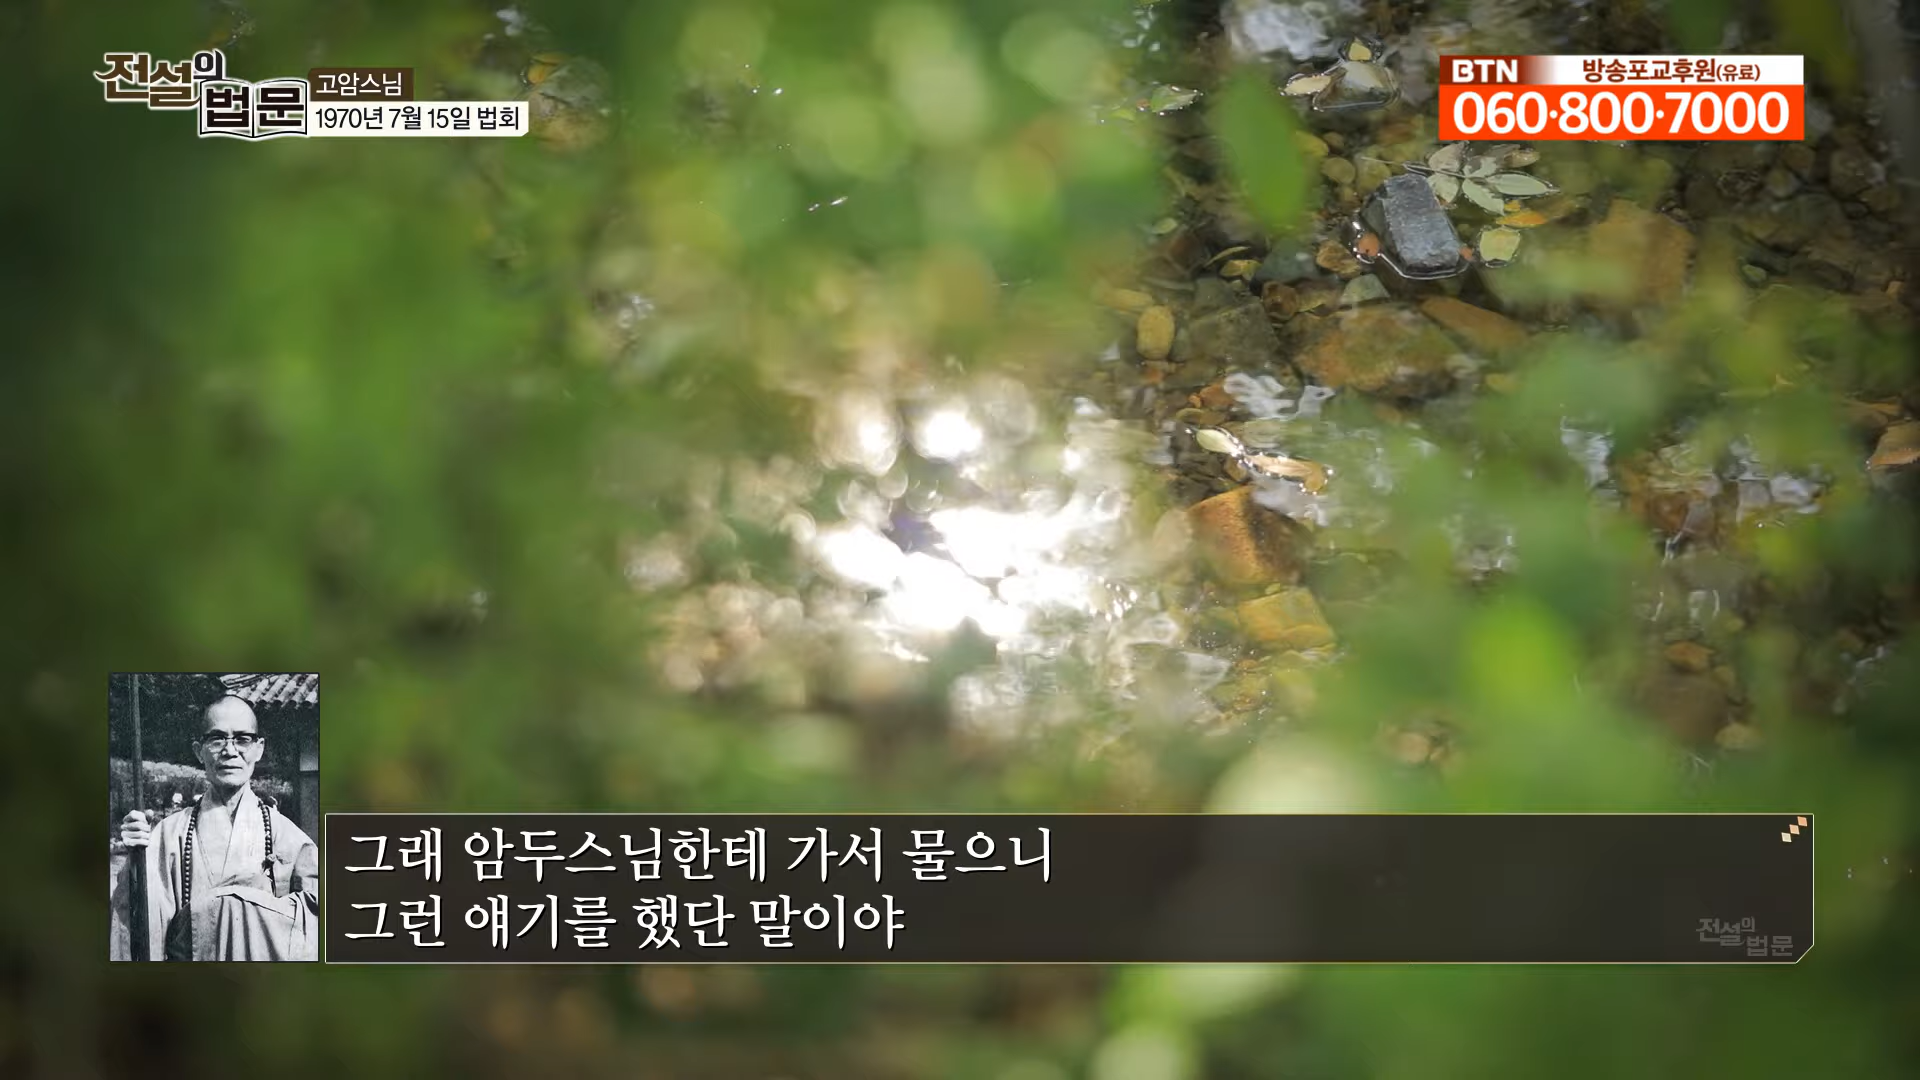 전설의
법문
고암스님
1970년 7월 15일 법회
BTN 방송포교후원(유료)
060·800·7000
그래 암두스님한테 가서 물으니
그런 얘기를 했단 말이야
전설의
법문